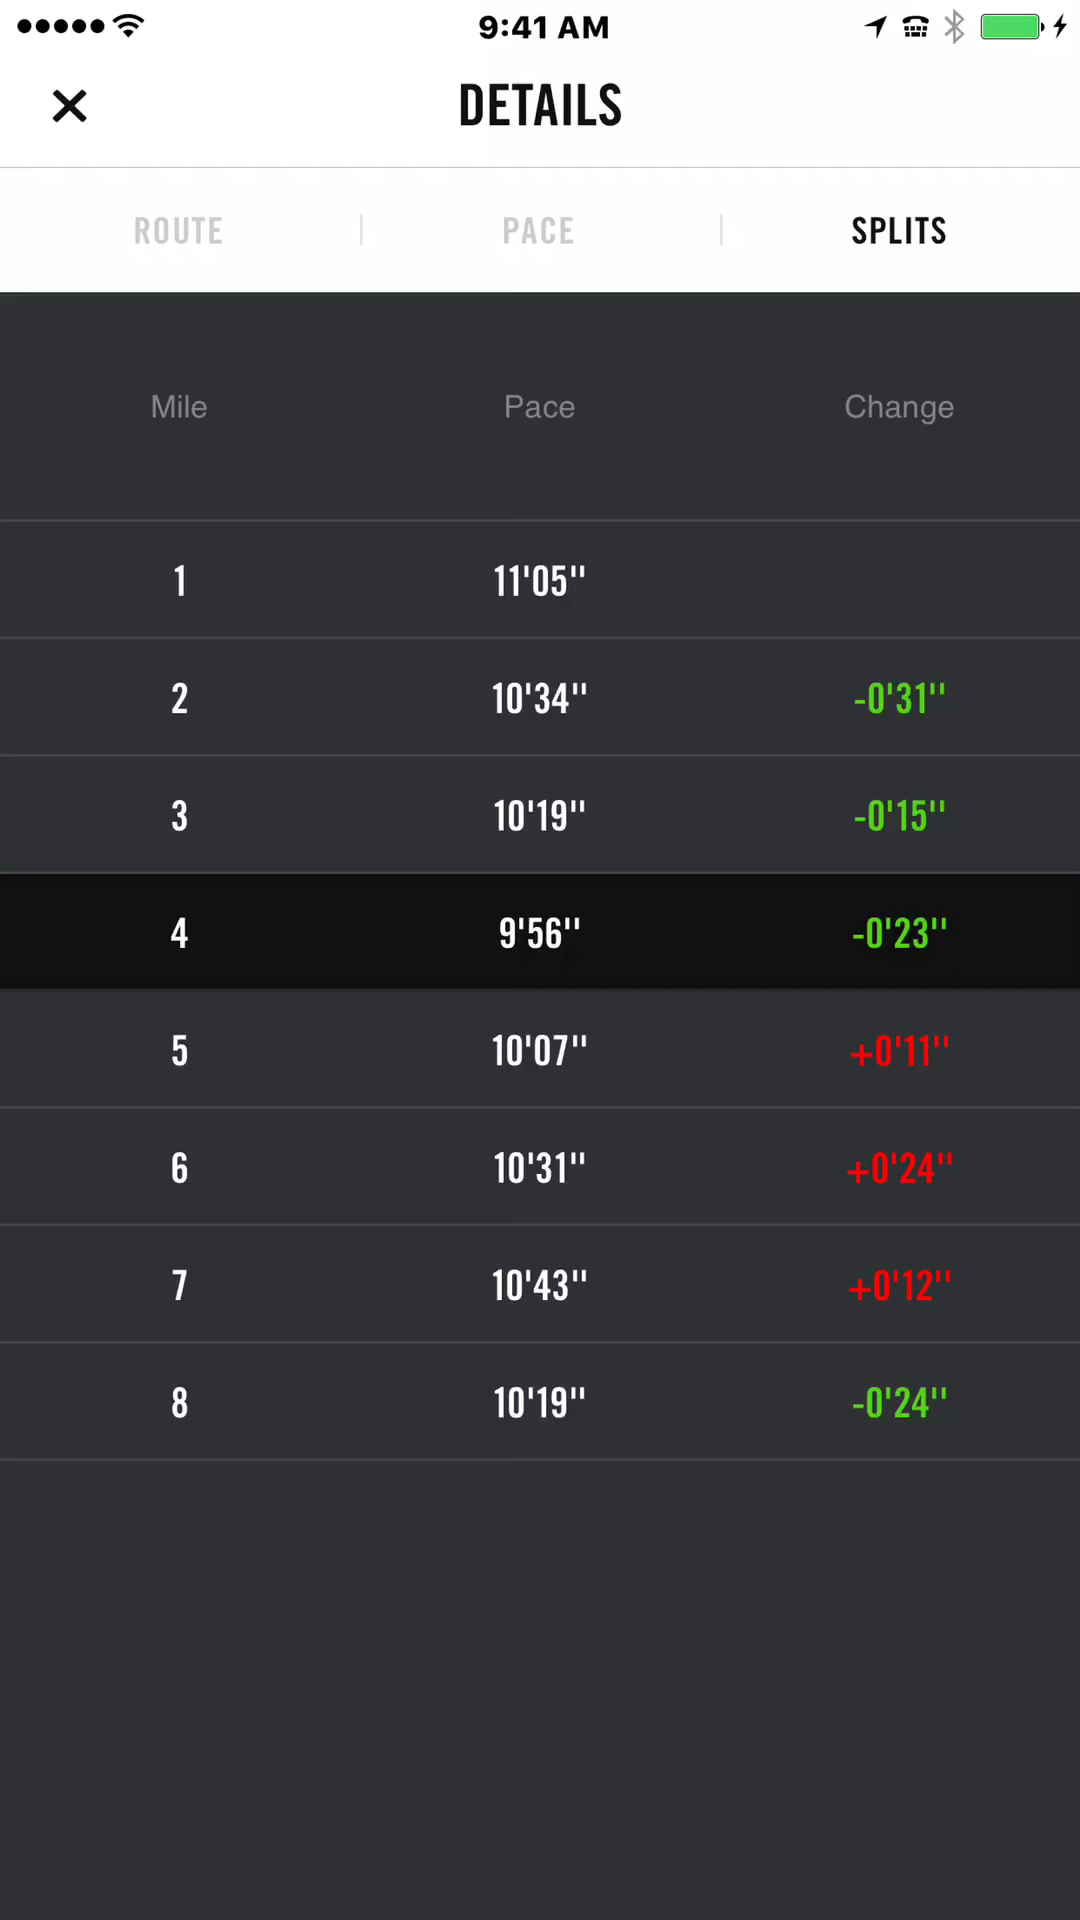 9:41 AM
DETAILS
ROUTE PACE SPLITS
Mile Pace Change
1 11'05''
2 10'34'' -0'31''
3 10'19'' -0'15''
4 9'56'' -0'23''
5 10'07'' +0'11''
6 10'31'' +0'24''
7 10'43'' +0'12''
8 10'19'' -0'24''